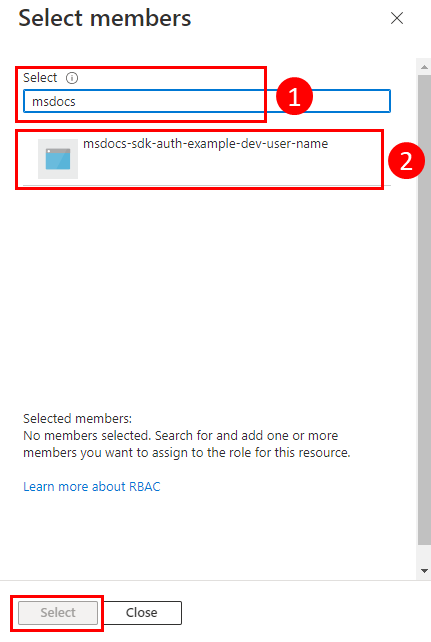 Select members
Select
msdocs
1
msdocs-sdk-auth-example-dev-user-name
2
Selected members:
No members selected. Search for and add one or more
members you want to assign to the role for this resource.
Learn more about RBAC
Select
Close